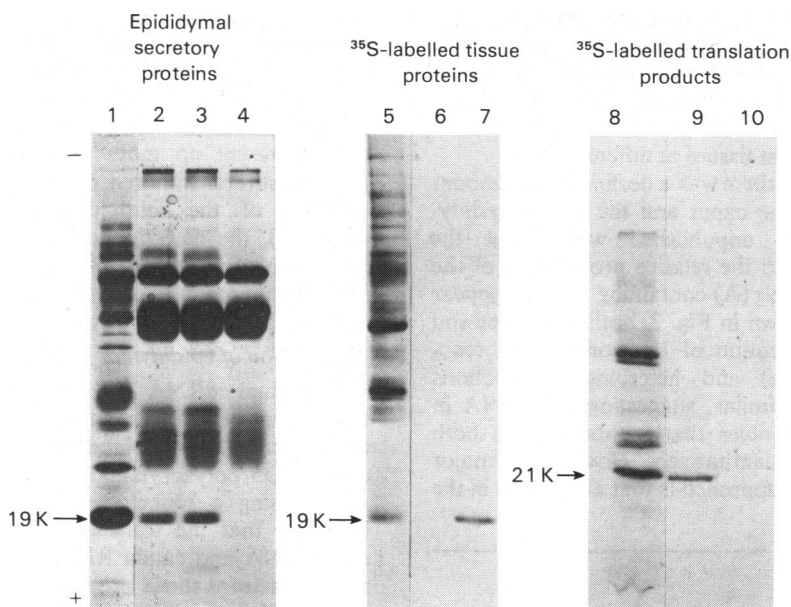 Epididymal
secretory
proteins
³⁵S-labelled tissue
proteins
³⁵S-labelled translation
products
1 2 3 4
5 6 7
8 9 10
−
21 K
19 K
19 K
+